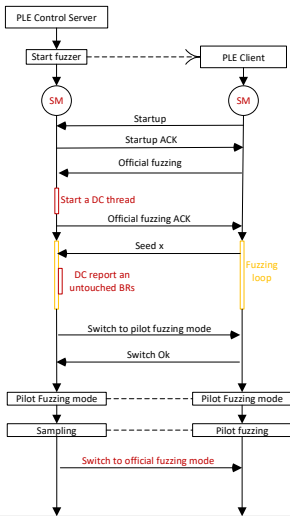 PLE Control Server
Start fuzzer
PLE Client
SM
SM
Startup
Startup ACK
Official fuzzing
Start a DC thread
Official fuzzing ACK
Seed x
Fuzzing
loop
DC report an
untouched BRs
Switch to pilot fuzzing mode
Switch Ok
Pilot Fuzzing mode
Pilot Fuzzing mode
Sampling
Pilot fuzzing
Switch to official fuzzing mode